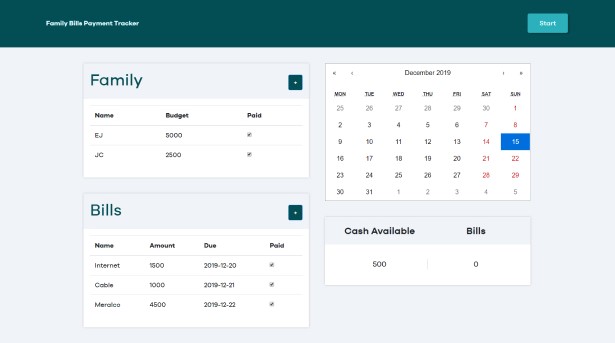 Family Bills Payment Tracker
Start
Family
+
Name Budget Paid
EJ 5000
JC 2500
Bills
+
Name Amount Due Paid
Internet 1500 2019-12-20
Cable 1000 2019-12-21
Meralco 4500 2019-12-22
« ‹ December 2019 › »
MON TUE WED THU FRI SAT SUN
25 26 27 28 29 30 1
2 3 4 5 6 7 8
9 10 11 12 13 14 15
16 17 18 19 20 21 22
23 24 25 26 27 28 29
30 31 1 2 3 4 5
Cash Available Bills
500 0